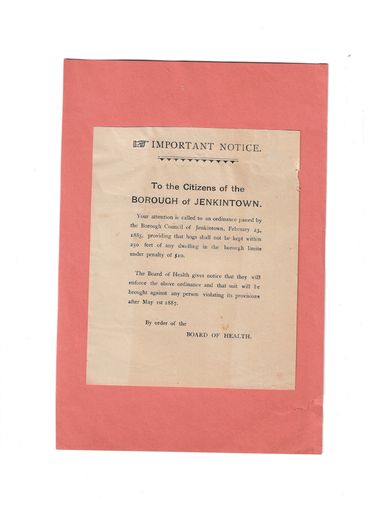 ☞ IMPORTANT NOTICE.
To the Citizens of the
BOROUGH of JENKINTOWN.
Your attention is called to an ordinance passed by
the Borough Council of Jenkintown, February 23,
1885, providing that hogs shall not be kept within
250 feet of any dwelling in the borough limits
under penalty of $10.
The Board of Health gives notice that they will
enforce the above ordinance and that suit will be
brought against any person violating its provisions
after May 1st 1887.
By order of the
BOARD OF HEALTH.